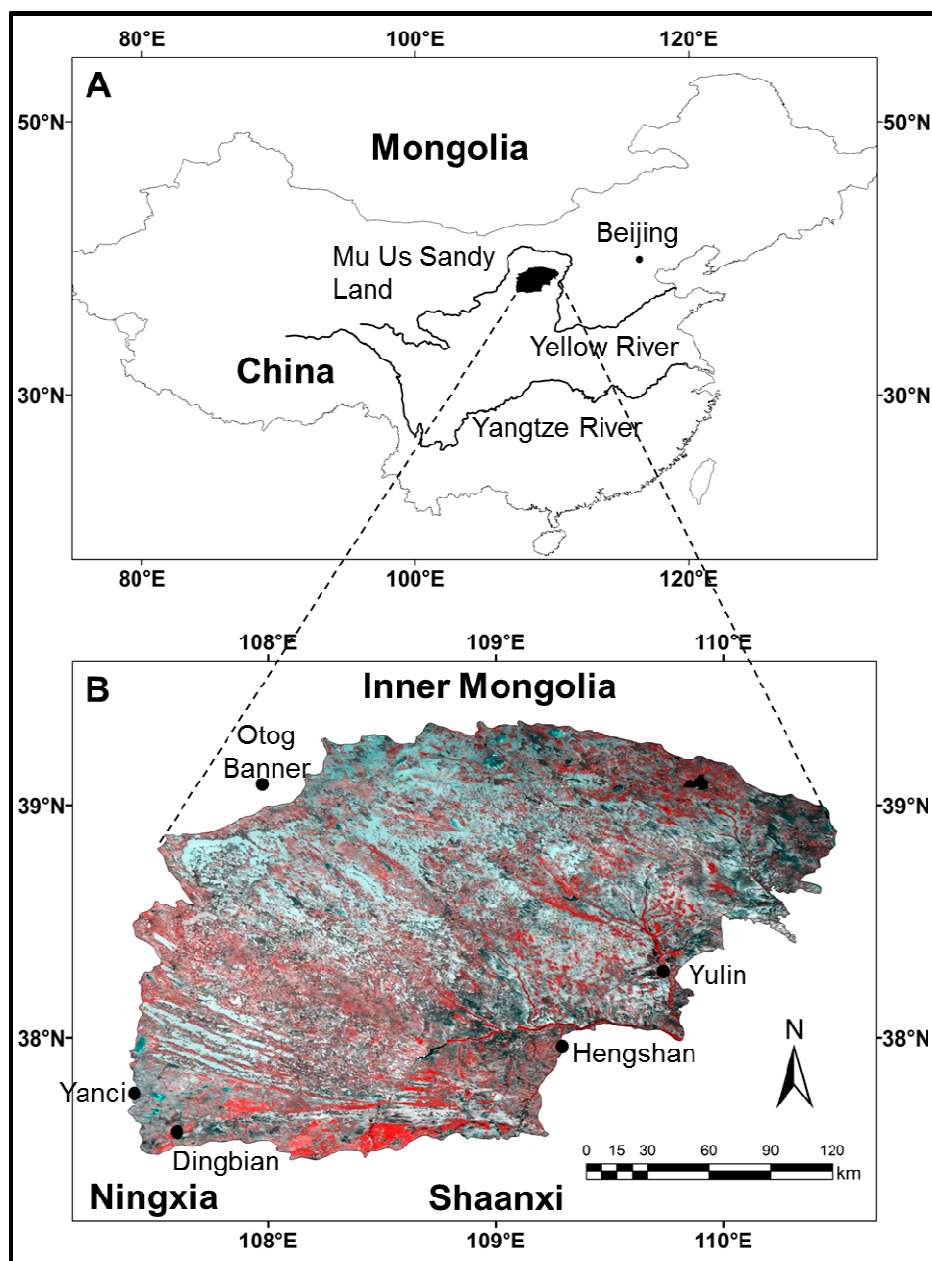 80°E 100°E 120°E
A
50°N 50°N
Mongolia
Beijing
Mu Us Sandy
Land
Yellow River
China
30°N 30°N
Yangtze River
80°E 100°E 120°E
108°E 109°E 110°E
B
Inner Mongolia
Otog
Banner
39°N 39°N
Yulin
N
38°N 38°N
Hengshan
Yanci
Dingbian
0 15 30 60 90 120
km
Ningxia Shaanxi
108°E 109°E 110°E